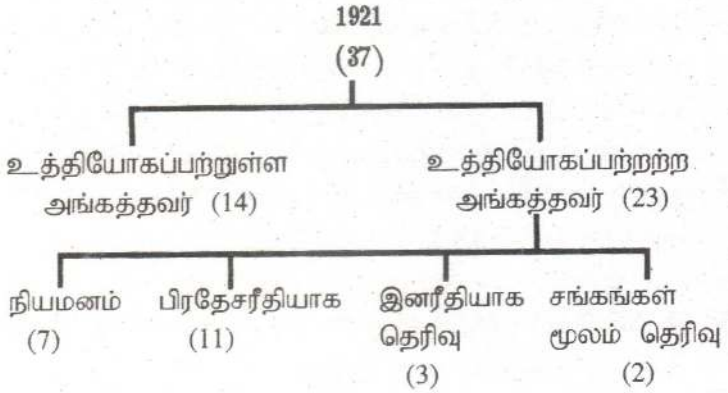 1921
(37)
உத்தியோகப்பற்றுள்ள அங்கத்தவர் (14)
உத்தியோகப்பற்றற்ற அங்கத்தவர் (23)
நியமனம்
(7)
பிரதேசரீதியாக
(11)
இனரீதியாக
தெரிவு
(3)
சங்கங்கள்
மூலம் தெரிவு
(2)